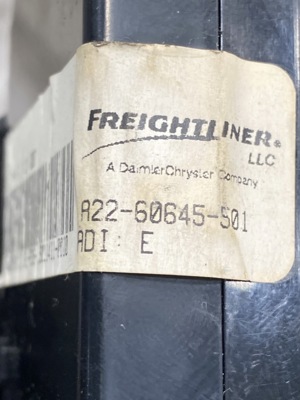 FREIGHTLINER®
LLC
A DaimlerChrysler Company
A22-60645-501
ADI: E